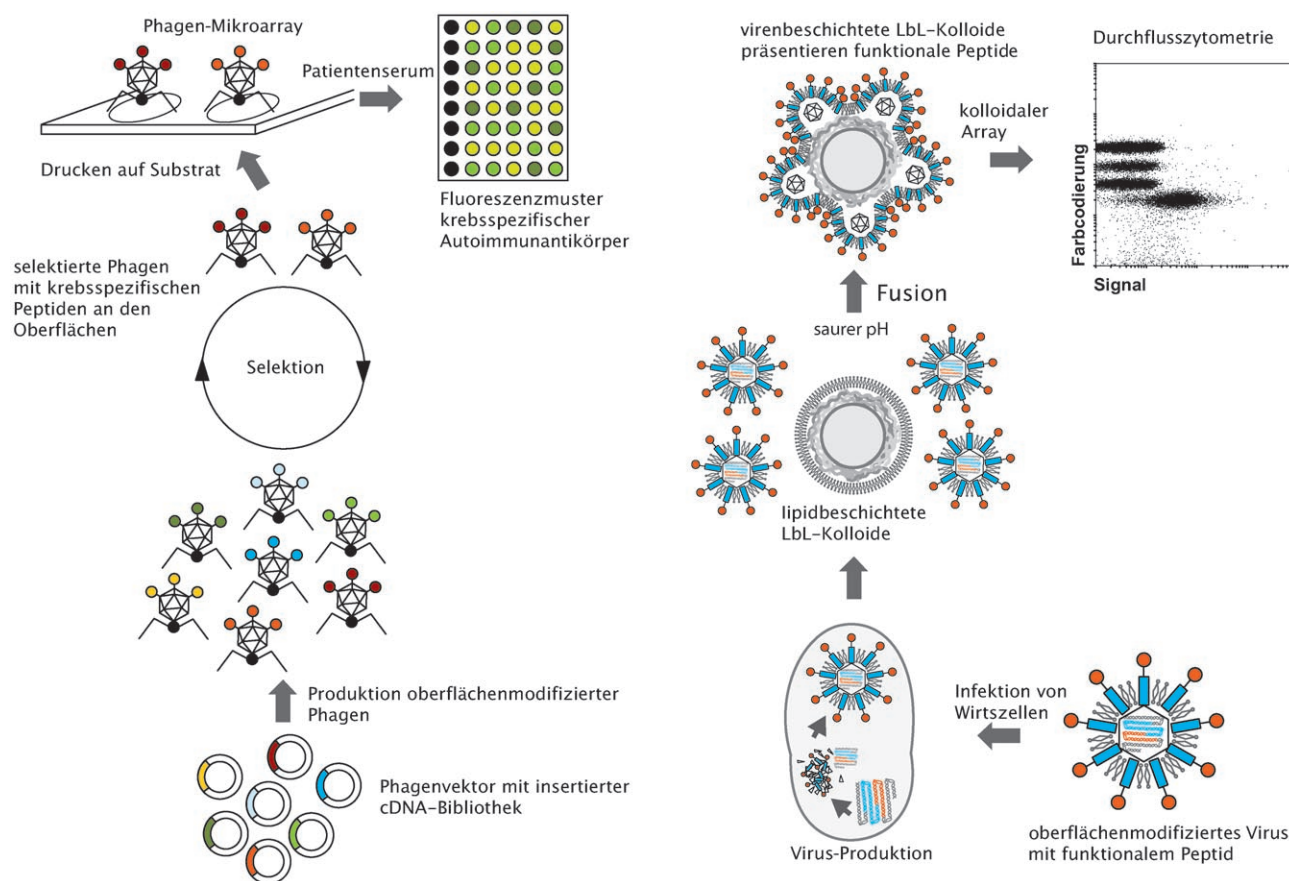 Phagen-Mikroarray
Patientenserum
Drucken auf Substrat
Fluoreszenzmuster
krebsspezifischer
Autoimmunantikörper
selektierte Phagen
mit krebsspezifischen
Peptiden an den
Oberflächen
Selektion
Produktion oberflächenmodifizierter
Phagen
Phagenvektor mit insertierter
cDNA-Bibliothek
virenbeschichtete LbL-Kolloide
präsentieren funktionale Peptide
Durchflusszytometrie
kolloidaler
Array
Farbcodierung
Signal
Fusion
saurer pH
lipidbeschichtete
LbL-Kolloide
Infektion von
Wirtszellen
Virus-Produktion
oberflächenmodifiziertes Virus
mit funktionalem Peptid